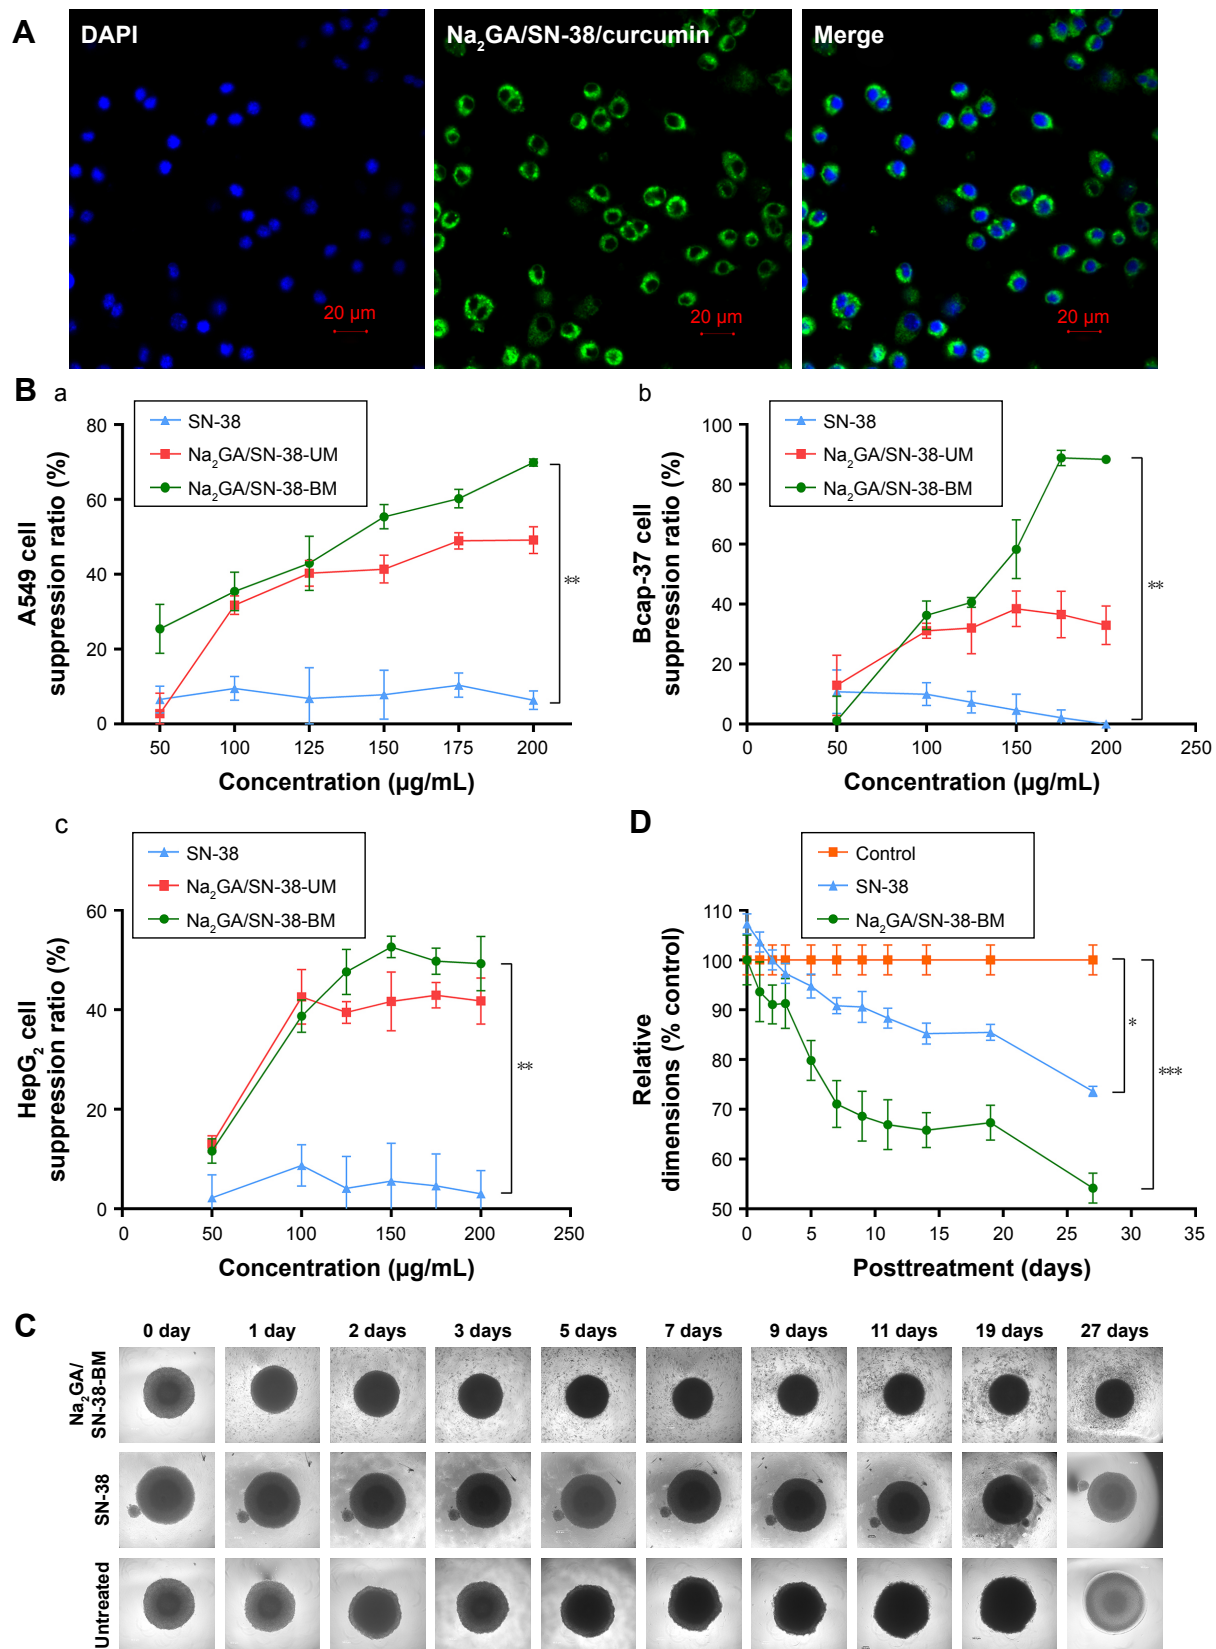 A
DAPI
Na₂GA/SN-38/curcumin
Merge
20 µm
20 µm
20 µm
B
a
SN-38
Na₂GA/SN-38-UM
Na₂GA/SN-38-BM
A549 cell
suppression ratio (%)
80
60
40
20
0
50 100 125 150 175 200
Concentration (µg/mL)
**
b
SN-38
Na₂GA/SN-38-UM
Na₂GA/SN-38-BM
Bcap-37 cell
suppression ratio (%)
100
80
60
40
20
0
0 50 100 150 200 250
Concentration (µg/mL)
**
c
SN-38
Na₂GA/SN-38-UM
Na₂GA/SN-38-BM
HepG₂ cell
suppression ratio (%)
60
40
20
0
0 50 100 150 200 250
Concentration (µg/mL)
**
D
Control
SN-38
Na₂GA/SN-38-BM
Relative
dimensions (% control)
110
100
90
80
70
60
50
0 5 10 15 20 25 30 35
Posttreatment (days)
*
***
C
0 day 1 day 2 days 3 days 5 days 7 days 9 days 11 days 19 days 27 days
Na₂GA/
SN-38-BM
SN-38
Untreated